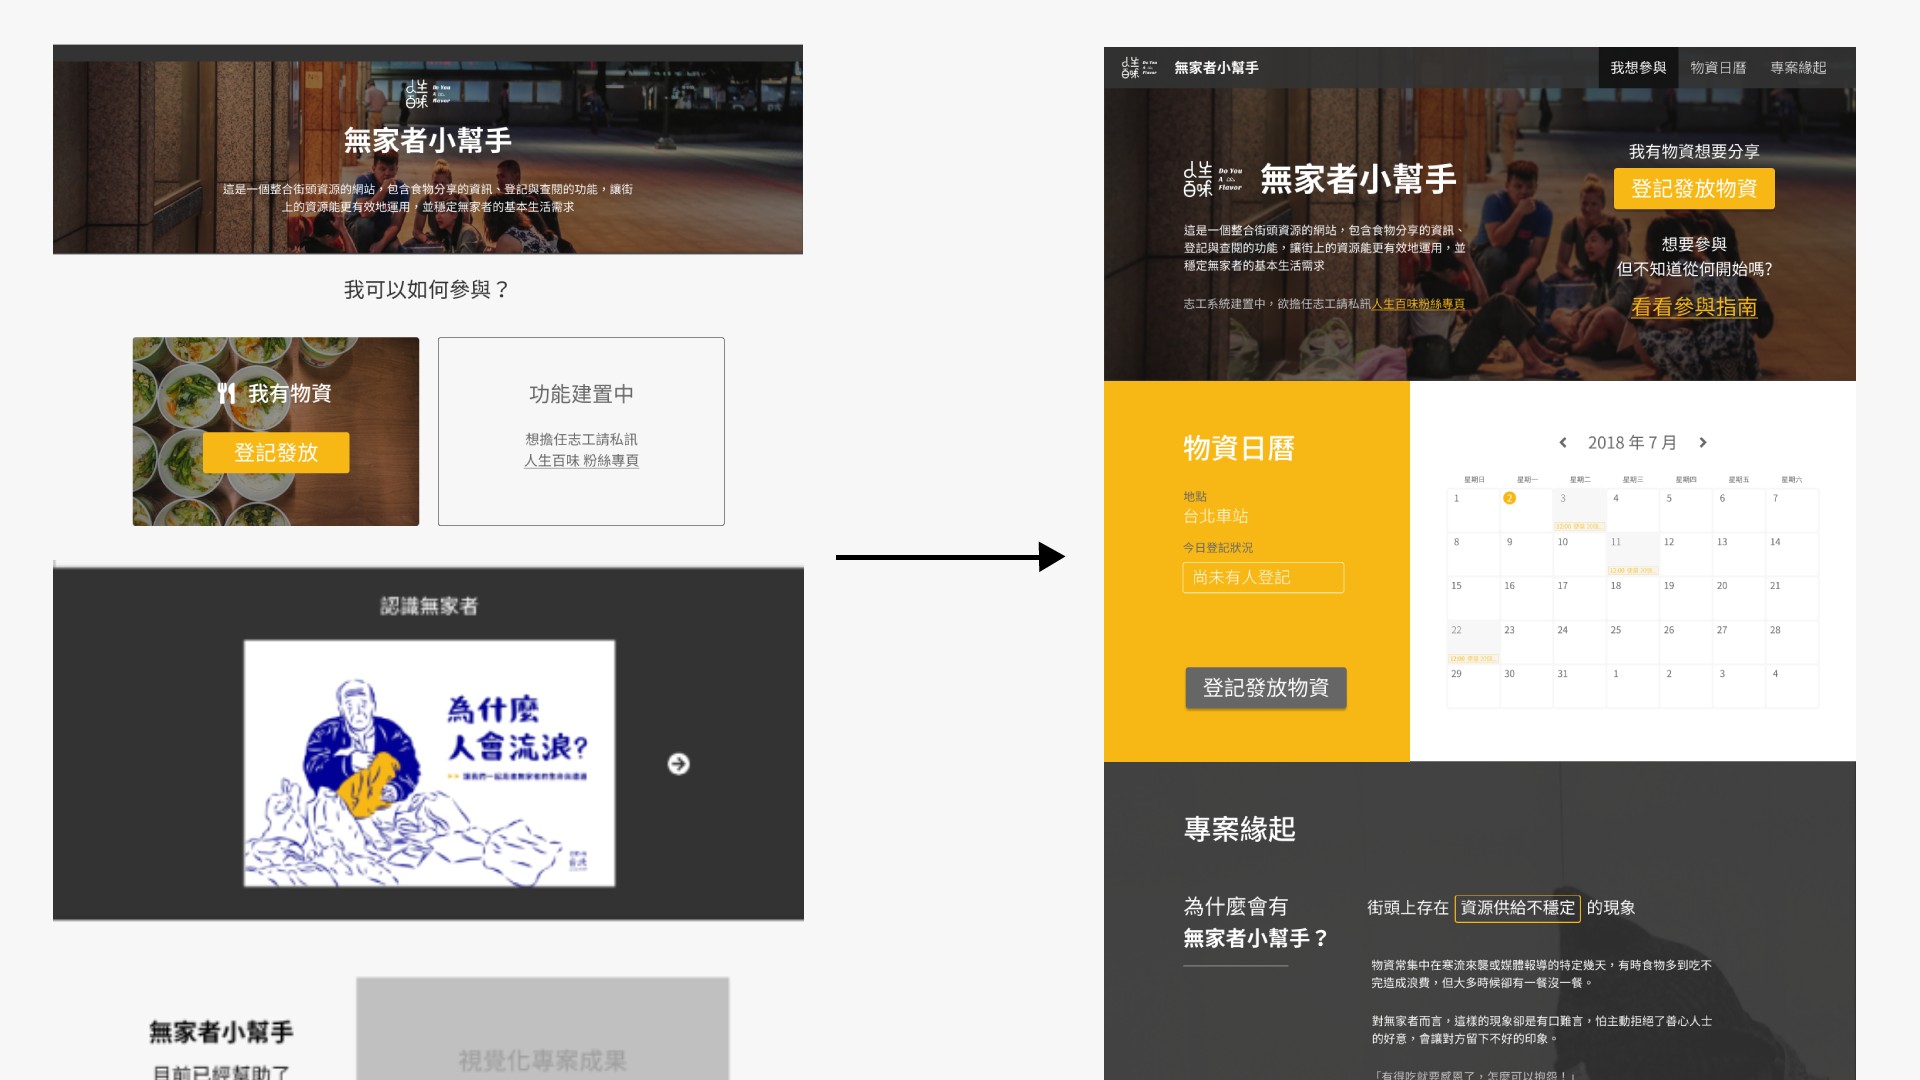 人生百味
Do You
A
Flavor
無家者小幫手
這是一個整合街頭資源的網站，包含食物分享的資訊、登記與查閱的功能，讓街
上的資源能更有效地運用，並穩定無家者的基本生活需求
我可以如何參與？
我有物資
登記發放
功能建置中
想擔任志工請私訊
人生百味 粉絲專頁
認識無家者
為什麼
人會流浪?
無家者小幫手
目前已經幫助了
視覺化專案成果
人生百味
無家者小幫手
我想參與
物資日曆
專案緣起
人生百味
Do You
A
Flavor
無家者小幫手
這是一個整合街頭資源的網站，包含食物分享的資訊、
登記與查閱的功能，讓街上的資源能更有效地運用，並
穩定無家者的基本生活需求
志工系統建置中，欲擔任志工請私訊人生百味粉絲專頁
我有物資想要分享
登記發放物資
想要參與
但不知道從何開始嗎?
看看參與指南
物資日曆
地點
台北車站
今日登記狀況
尚未有人登記
登記發放物資
2018 年 7 月
星期日 星期一 星期二 星期三 星期四 星期五 星期六
1 2 3 4 5 6 7
12:00
8 9 10 11 12 13 14
12:00
15 16 17 18 19 20 21
22 23 24 25 26 27 28
12:00
29 30 31 1 2 3 4
專案緣起
為什麼會有
無家者小幫手？
街頭上存在 資源供給不穩定 的現象
物資常集中在寒流來襲或媒體報導的特定幾天，有時食物多到吃不
完造成浪費，但大多時候卻有一餐沒一餐。
對無家者而言，這樣的現象卻是有口難言，怕主動拒絕了善心人士
的好意，會讓對方留下不好的印象。
「有得吃就要感恩了，怎麼可以抱怨！」